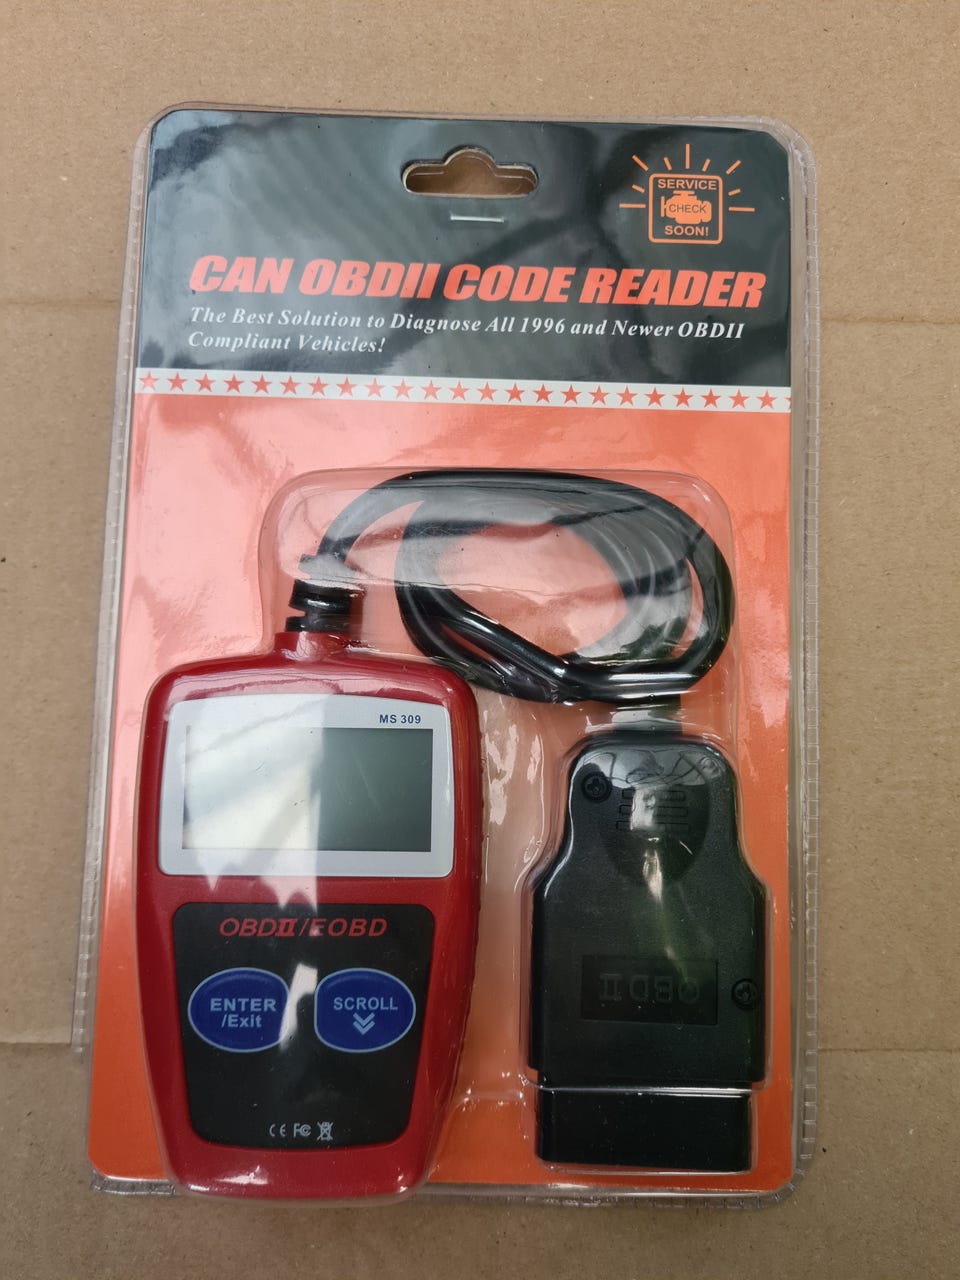 SERVICE
CHECK
SOON!
CAN OBDII CODE READER
The Best Solution to Diagnose All 1996 and Newer OBDII
Compliant Vehicles!
MS 309
OBDII/EOBD
ENTER
/Exit
SCROLL
OBDII
CE FC